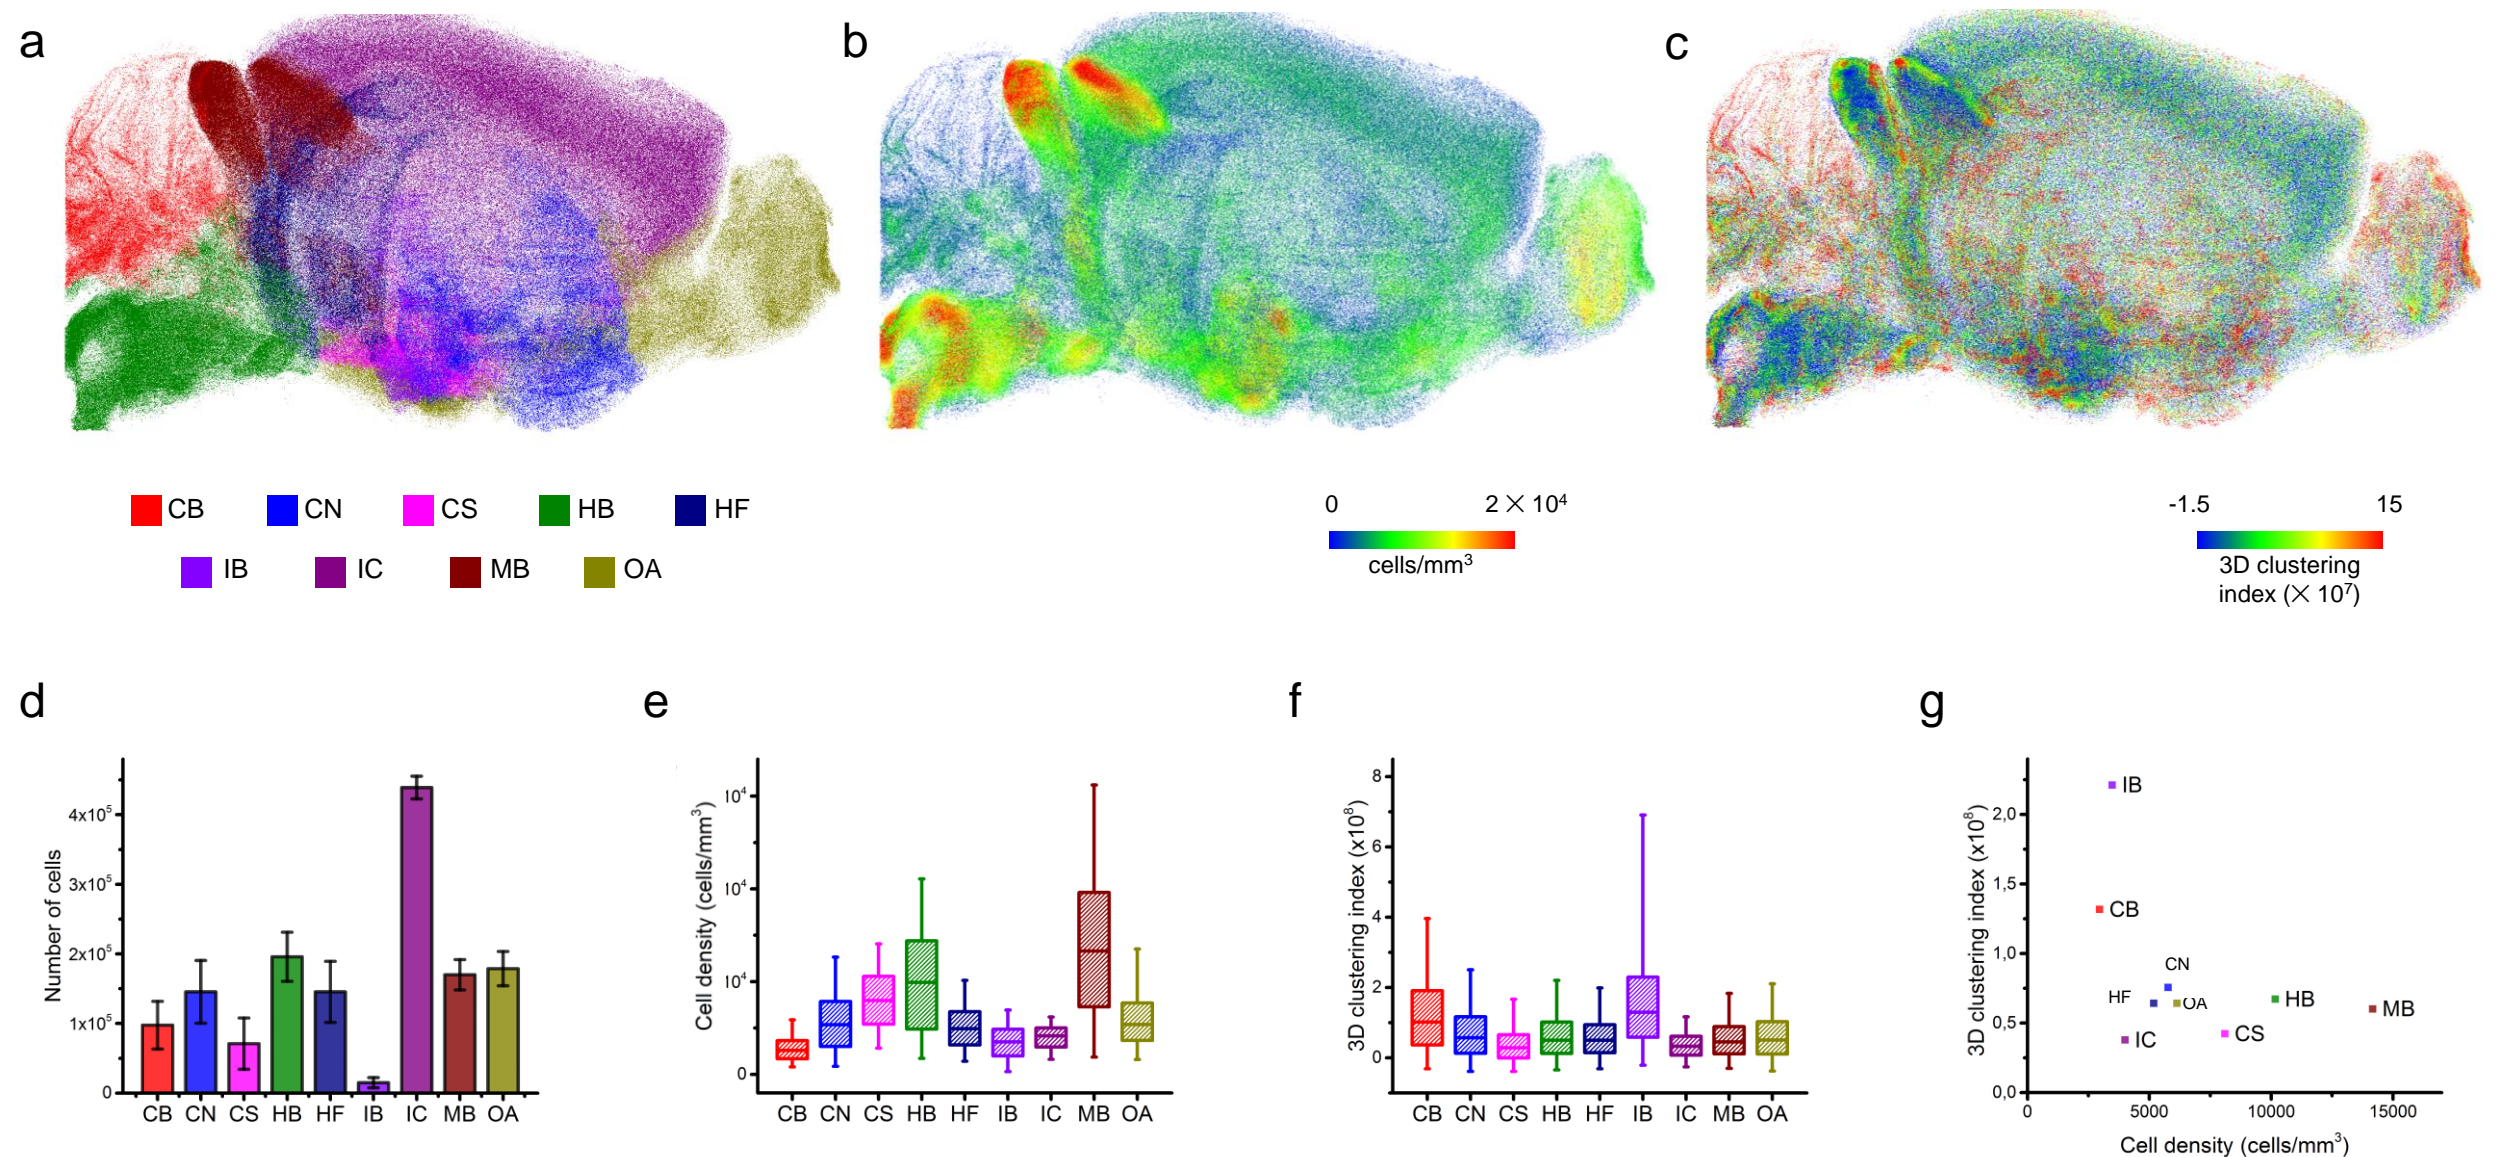 a
b
c
CB CN CS HB HF
IB IC MB OA
0 2 × 10⁴
cells/mm³
-1.5 15
3D clustering
index (× 10⁷)
d
e
f
g
Number of cells
4x10⁵
3x10⁵
2x10⁵
1x10⁵
0
CB CN CS HB HF IB IC MB OA
Cell density (cells/mm³)
10⁴
10⁴
10⁴
0
CB CN CS HB HF IB IC MB OA
3D clustering index (x10⁸)
8
6
4
2
0
CB CN CS HB HF IB IC MB OA
3D clustering index (x10⁸)
2,0
1,5
1,0
0,5
0,0
IB
CB
CN
HF
OA
HB
MB
IC
CS
0 5000 10000 15000
Cell density (cells/mm³)